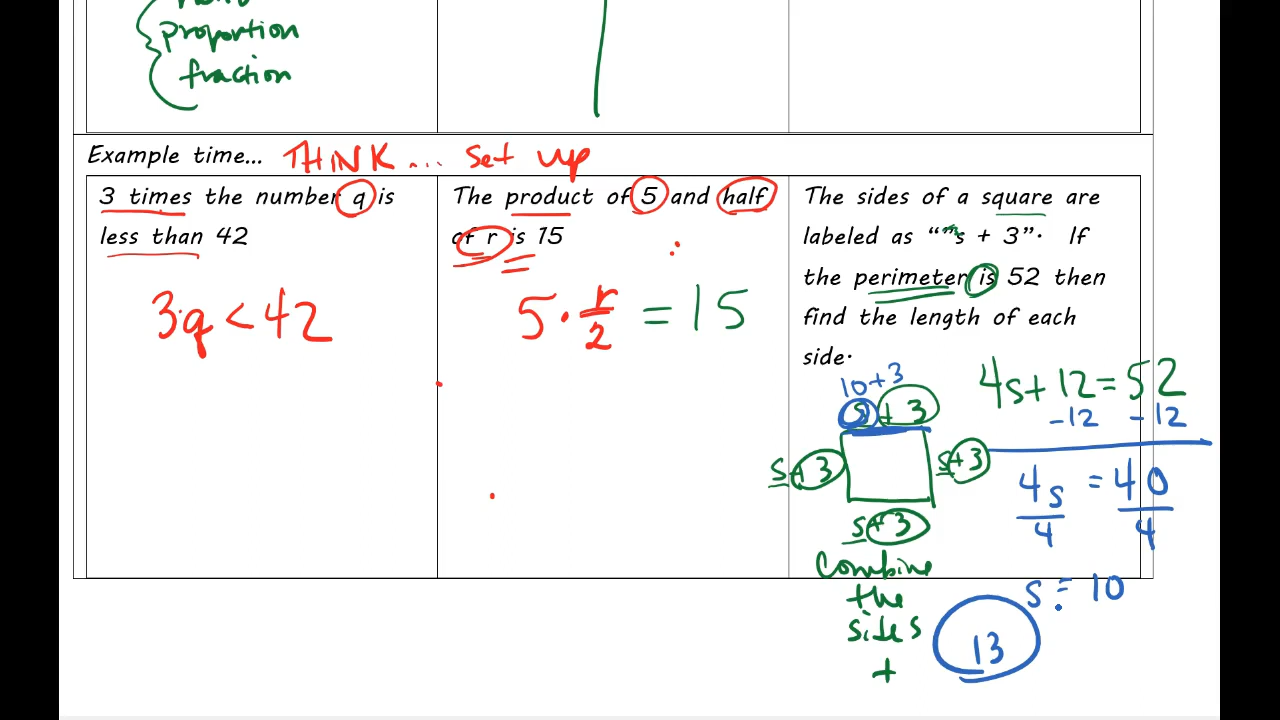 proportion
fraction
Example time... THINK... Set up
3 times the number q is
less than 42
3·q < 42
The product of 5 and half
of r is 15
5 · r/2 = 15
The sides of a square are
labeled as "s + 3". If
the perimeter is 52 then
find the length of each
side.
10+3
s + 3
s+3
s+3
s+3
Combine
the
sides
+
4s+12=52
-12 -12
4s = 40
4 4
s = 10
13